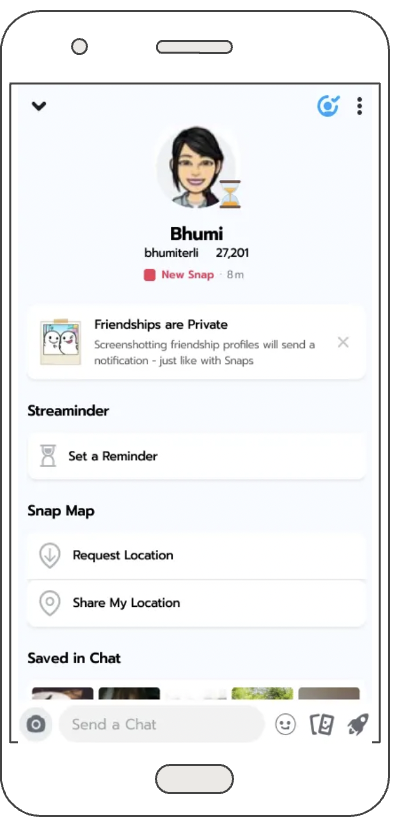 Bhumi
bhumiterli 27,201
New Snap · 8m
Friendships are Private
Screenshotting friendship profiles will send a
notification - just like with Snaps
Streaminder
Set a Reminder
Snap Map
Request Location
Share My Location
Saved in Chat
Send a Chat